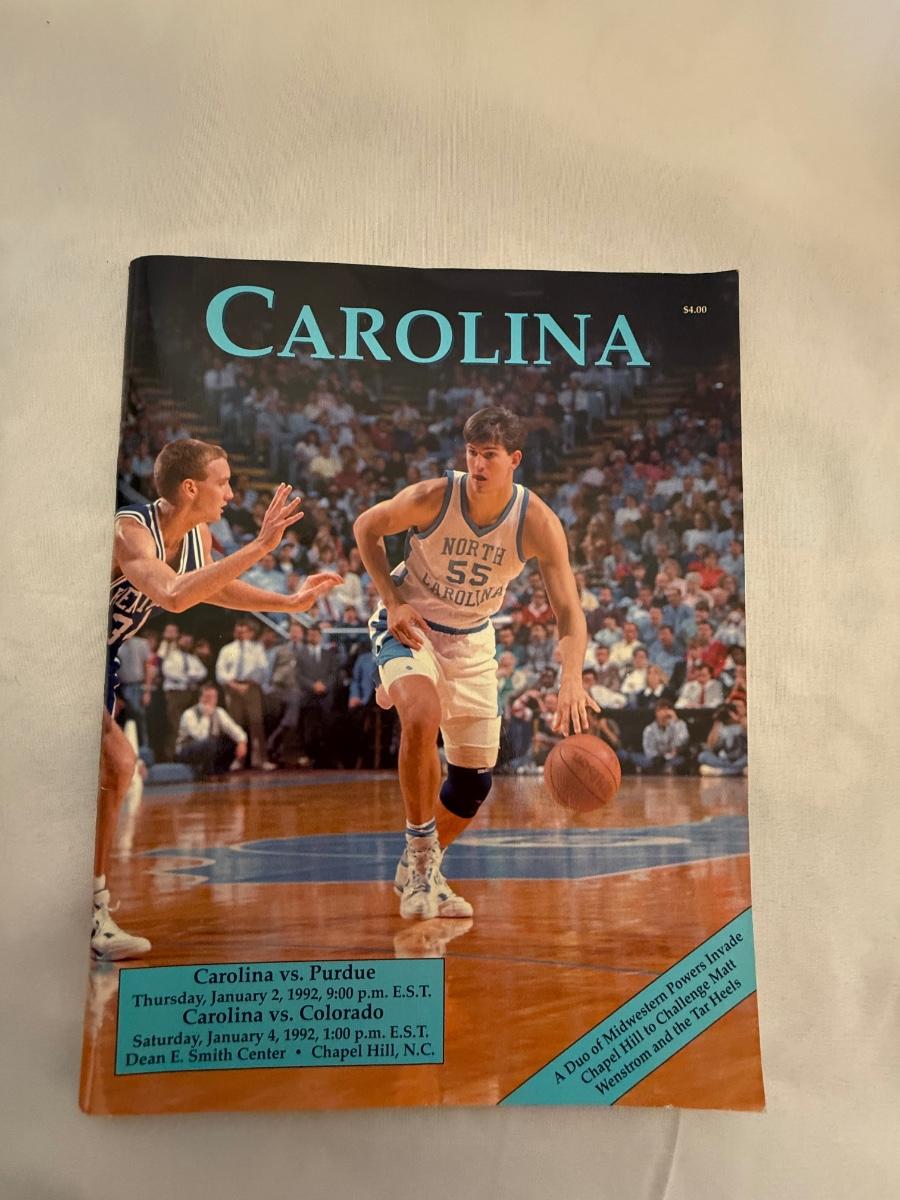 CAROLINA
$4.00
NORTH
55
CAROLINA
Carolina vs. Purdue
Thursday, January 2, 1992, 9:00 p.m. E.S.T.
Carolina vs. Colorado
Saturday, January 4, 1992, 1:00 p.m. E.S.T.
Dean E. Smith Center • Chapel Hill, N.C.
A Duo of Midwestern Powers Invade
Chapel Hill to Challenge Matt
Wenstrom and the Tar Heels